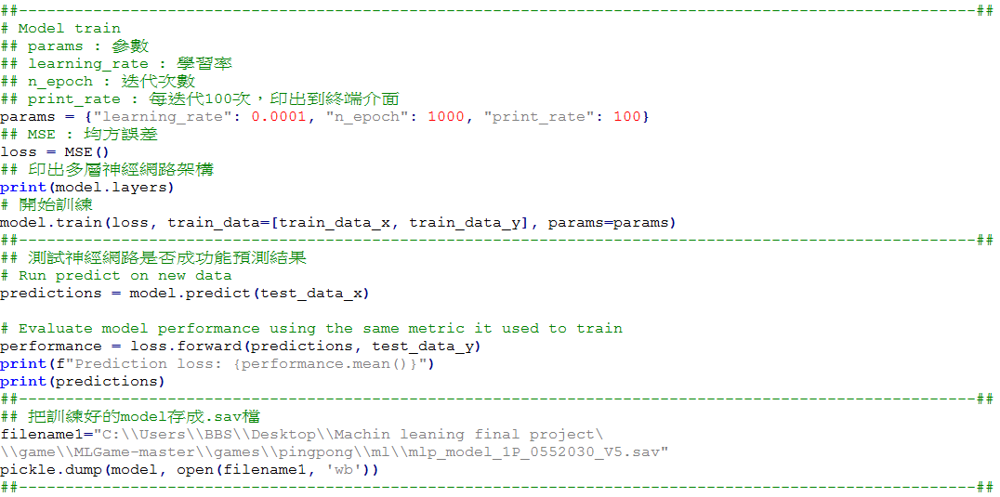 ##-------------------------------------------------------------------------------------------------------##
# Model train
## params : 參數
## learning_rate : 學習率
## n_epoch : 迭代次數
## print_rate : 每迭代100次，印出到終端介面
params = {"learning_rate": 0.0001, "n_epoch": 1000, "print_rate": 100}
## MSE : 均方誤差
loss = MSE()
## 印出多層神經網路架構
print(model.layers)
# 開始訓練
model.train(loss, train_data=[train_data_x, train_data_y], params=params)
##-------------------------------------------------------------------------------------------------------##
## 測試神經網路是否成功能預測結果
# Run predict on new data
predictions = model.predict(test_data_x)
# Evaluate model performance using the same metric it used to train
performance = loss.forward(predictions, test_data_y)
print(f"Prediction loss: {performance.mean()}")
print(predictions)
##-------------------------------------------------------------------------------------------------------##
## 把訓練好的model存成.sav檔
filename1="C:\\Users\\BBS\\Desktop\\Machin leaning final project\
\\game\\MLGame-master\\games\\pingpong\\ml\\mlp_model_1P_0552030_V5.sav"
pickle.dump(model, open(filename1, 'wb'))
##-------------------------------------------------------------------------------------------------------##